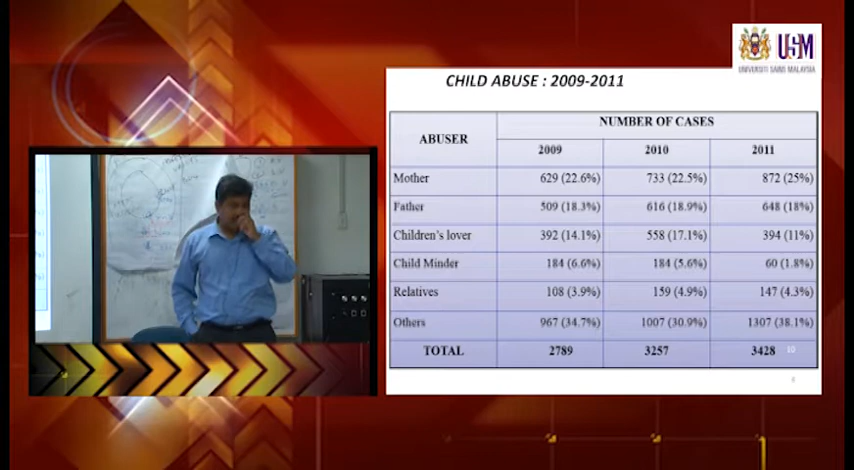 USM
UNIVERSITI SAINS MALAYSIA
CHILD ABUSE : 2009-2011
ABUSER
NUMBER OF CASES
2009 2010 2011
Mother 629 (22.6%) 733 (22.5%) 872 (25%)
Father 509 (18.3%) 616 (18.9%) 648 (18%)
Children's lover 392 (14.1%) 558 (17.1%) 394 (11%)
Child Minder 184 (6.6%) 184 (5.6%) 60 (1.8%)
Relatives 108 (3.9%) 159 (4.9%) 147 (4.3%)
Others 967 (34.7%) 1007 (30.9%) 1307 (38.1%)
TOTAL 2789 3257 3428 10